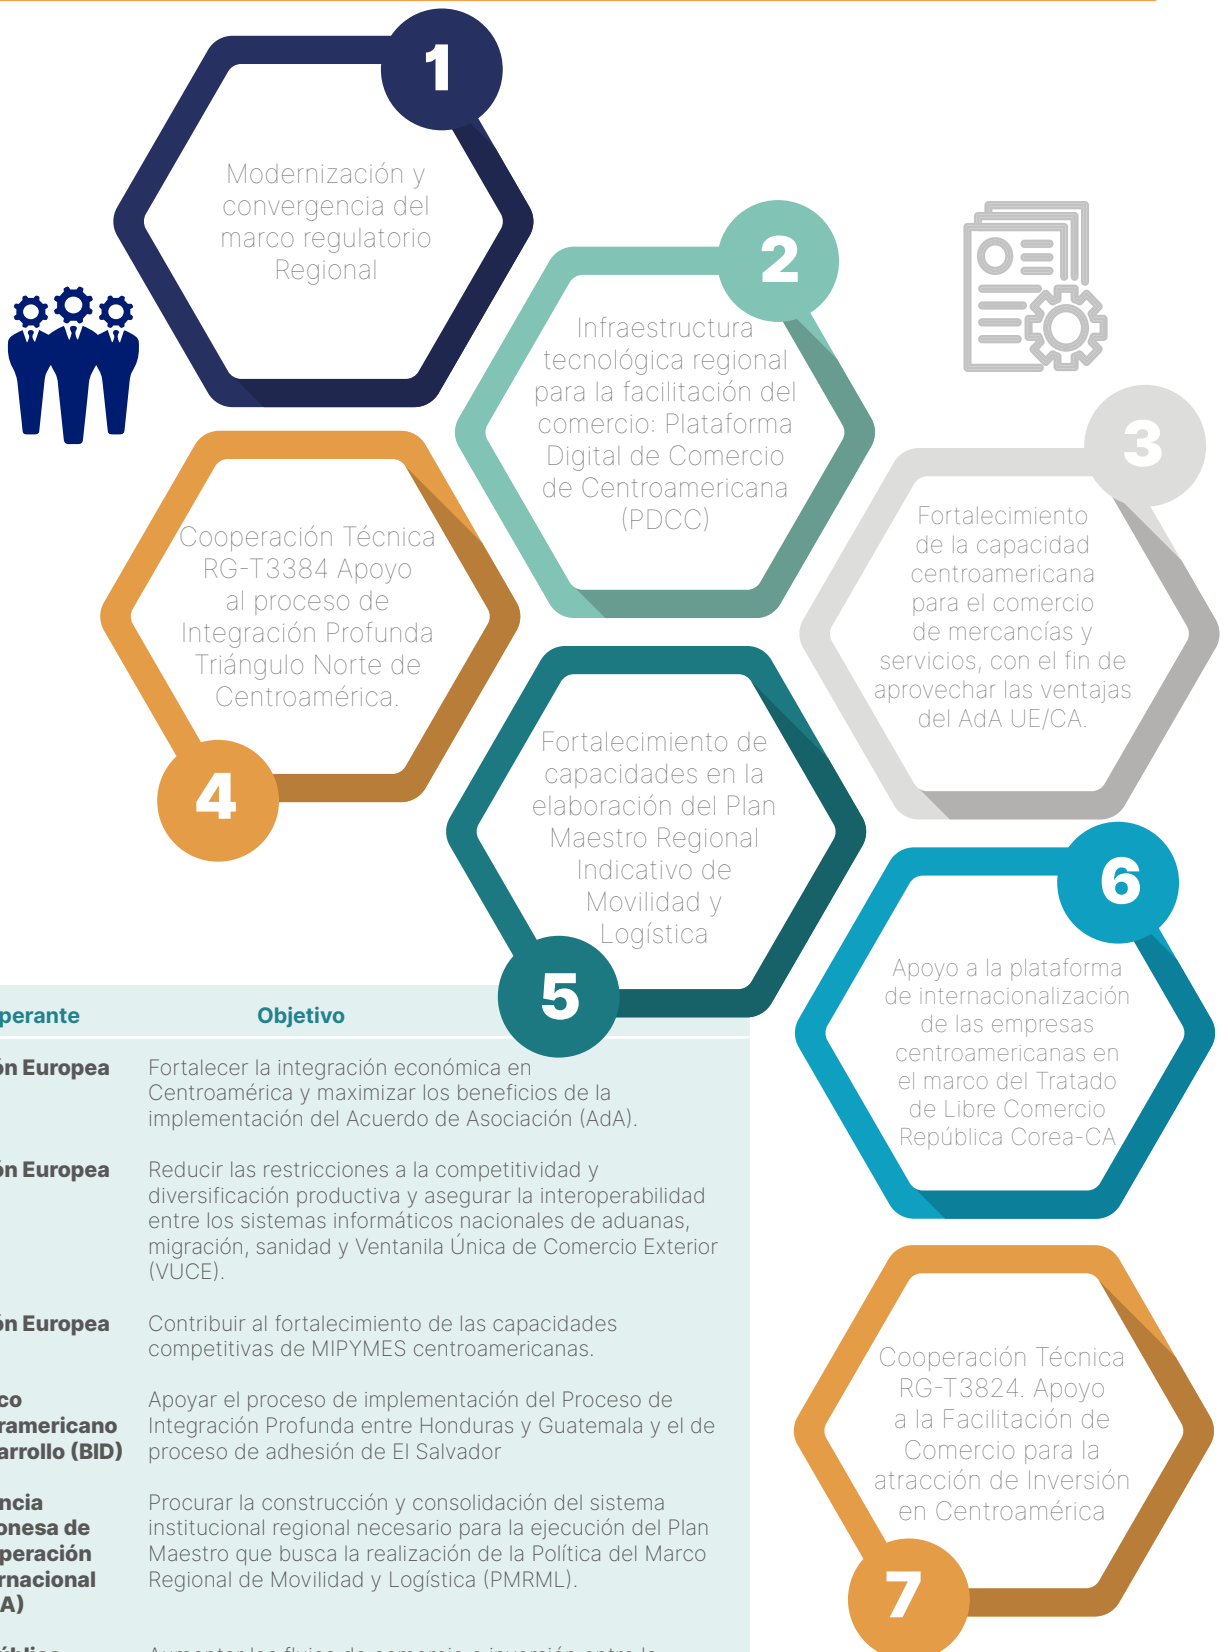 1
Modernización y
convergencia del
marco regulatorio
Regional
2
Infraestructura
tecnológica regional
para la facilitación del
comercio: Plataforma
Digital de Comercio
de Centroamericana
(PDCC)
3
Fortalecimiento
de la capacidad
centroamericana
para el comercio
de mercancías y
servicios, con el fin de
aprovechar las ventajas
del AdA UE/CA.
Cooperación Técnica
RG-T3384 Apoyo
al proceso de
Integración Profunda
Triángulo Norte de
Centroamérica.
4
Fortalecimiento de
capacidades en la
elaboración del Plan
Maestro Regional
Indicativo de
Movilidad y
Logística
5
6
Apoyo a la plataforma
de internacionalización
de las empresas
centroamericanas en
el marco del Tratado
de Libre Comercio
República Corea-CA
Cooperación Técnica
RG-T3824. Apoyo
a la Facilitación de
Comercio para la
atracción de Inversión
en Centroamérica
7
perante Objetivo
ón Europea
Fortalecer la integración económica en
Centroamérica y maximizar los beneficios de la
implementación del Acuerdo de Asociación (AdA).
ón Europea
Reducir las restricciones a la competitividad y
diversificación productiva y asegurar la interoperabilidad
entre los sistemas informáticos nacionales de aduanas,
migración, sanidad y Ventanila Única de Comercio Exterior
(VUCE).
ón Europea
Contribuir al fortalecimiento de las capacidades
competitivas de MIPYMES centroamericanas.
co
ramericano
arrollo (BID)
Apoyar el proceso de implementación del Proceso de
Integración Profunda entre Honduras y Guatemala y el de
proceso de adhesión de El Salvador
ncia
onesa de
peración
rnacional
A)
Procurar la construcción y consolidación del sistema
institucional regional necesario para la ejecución del Plan
Maestro que busca la realización de la Política del Marco
Regional de Movilidad y Logística (PMRML).